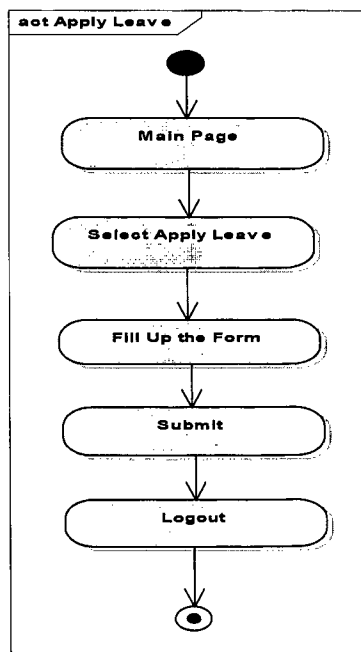 act Apply Leave
Main Page
Select Apply Leave
Fill Up the Form
Submit
Logout